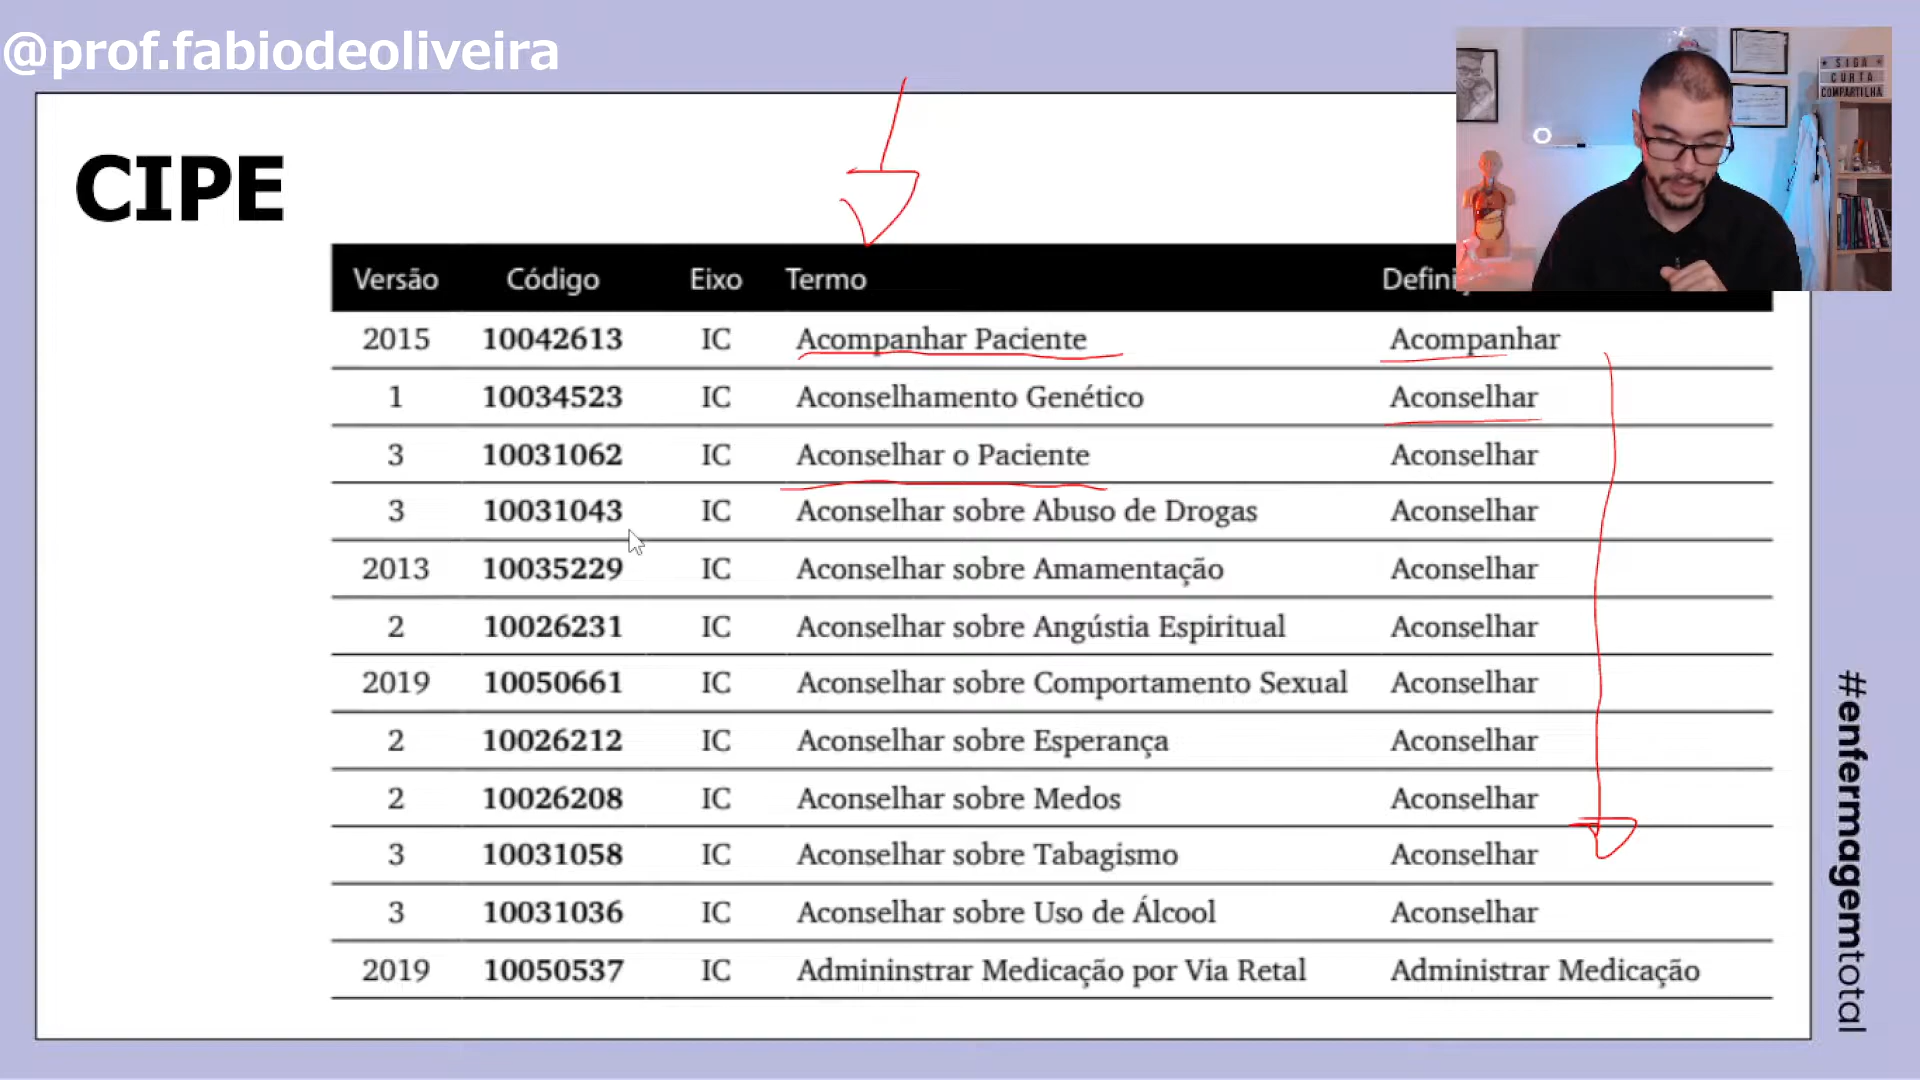 @prof.fabiodeoliveira
SIGA
CURTA
COMPARTILHA
CIPE
Versão Código Eixo Termo
2015 10042613 IC Acompanhar Paciente Acompanhar
1 10034523 IC Aconselhamento Genético Aconselhar
3 10031062 IC Aconselhar o Paciente Aconselhar
3 10031043 IC Aconselhar sobre Abuso de Drogas Aconselhar
2013 10035229 IC Aconselhar sobre Amamentação Aconselhar
2 10026231 IC Aconselhar sobre Angústia Espiritual Aconselhar
2019 10050661 IC Aconselhar sobre Comportamento Sexual Aconselhar
2 10026212 IC Aconselhar sobre Esperança Aconselhar
2 10026208 IC Aconselhar sobre Medos Aconselhar
3 10031058 IC Aconselhar sobre Tabagismo Aconselhar
3 10031036 IC Aconselhar sobre Uso de Álcool Aconselhar
2019 10050537 IC Admininstrar Medicação por Via Retal Administrar Medicação
#enfermagemtotal